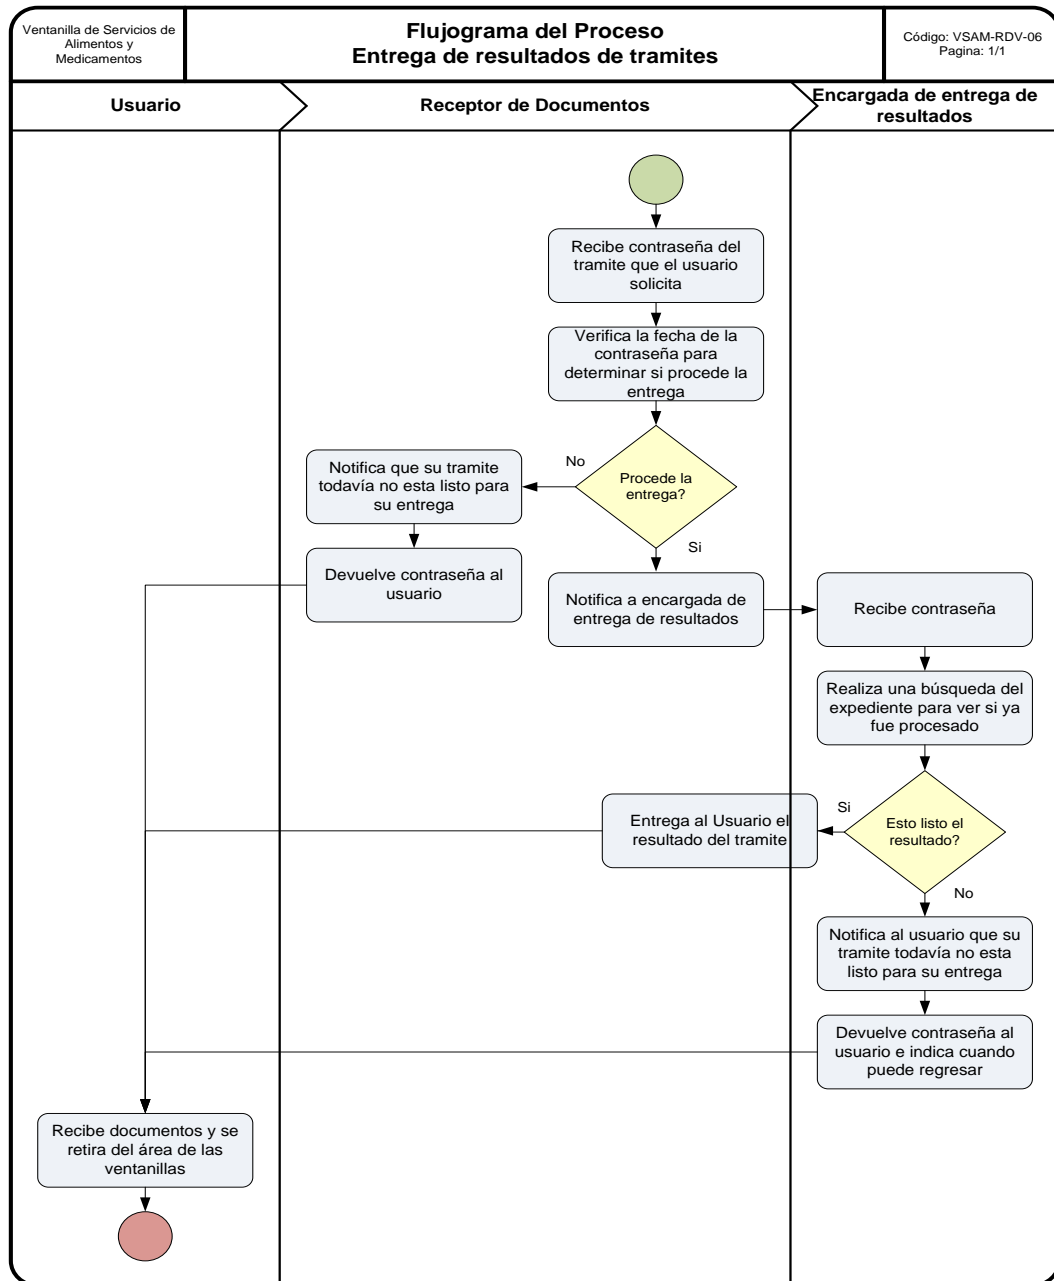 Ventanilla de Servicios de
Alimentos y
Medicamentos
Flujograma del Proceso
Entrega de resultados de tramites
Código: VSAM-RDV-06
Pagina: 1/1
Usuario
Receptor de Documentos
Encargada de entrega de
resultados
Recibe contraseña del
tramite que el usuario
solicita
Verifica la fecha de la
contraseña para
determinar si procede la
entrega
Procede la
entrega?
No
Notifica que su tramite
todavía no esta listo para
su entrega
Devuelve contraseña al
usuario
Si
Notifica a encargada de
entrega de resultados
Recibe contraseña
Realiza una búsqueda del
expediente para ver si ya
fue procesado
Esto listo el
resultado?
Si
Entrega al Usuario el
resultado del tramite
No
Notifica al usuario que su
tramite todavía no esta
listo para su entrega
Devuelve contraseña al
usuario e indica cuando
puede regresar
Recibe documentos y se
retira del área de las
ventanillas